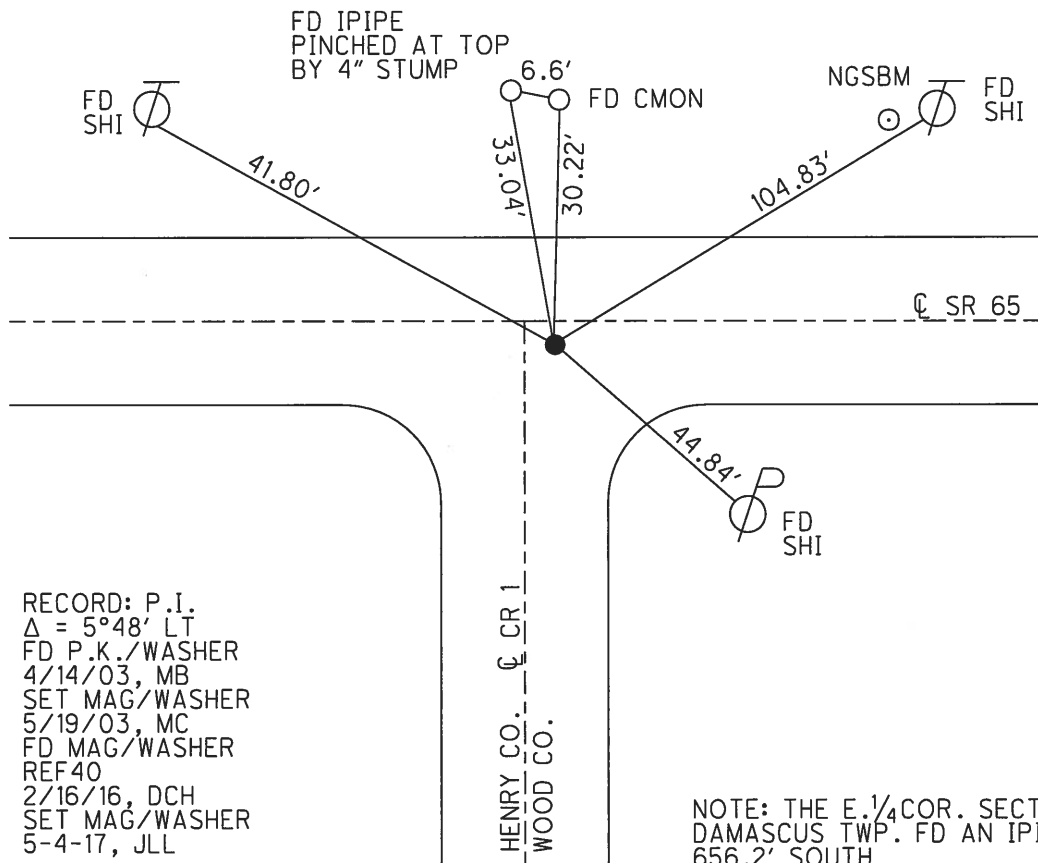 FD IPIPE
PINCHED AT TOP
BY 4" STUMP
6.6'
FD CMON
NGSBM
FD
SHI
FD
SHI
41.80'
33.04'
30.22'
104.83'
℄ SR 65
44.84'
FD
SHI
RECORD: P.I.
Δ = 5°48' LT
FD P.K./WASHER
4/14/03, MB
SET MAG/WASHER
5/19/03, MC
FD MAG/WASHER
REF40
2/16/16, DCH
SET MAG/WASHER
5-4-17, JLL
HENRY CO. ℄ CR 1
WOOD CO.
NOTE: THE E.¼COR. SECT
DAMASCUS TWP. FD AN IPI
656.2' SOUTH